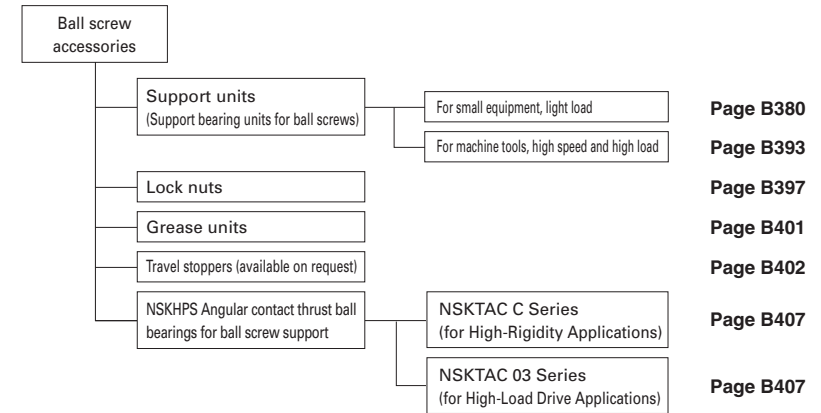 Ball screw
accessories
Support units
(Support bearing units for ball screws)
For small equipment, light load
Page B380
For machine tools, high speed and high load
Page B393
Lock nuts
Page B397
Grease units
Page B401
Travel stoppers (available on request)
Page B402
NSKHPS Angular contact thrust ball
bearings for ball screw support
NSKTAC C Series
(for High-Rigidity Applications)
Page B407
NSKTAC 03 Series
(for High-Load Drive Applications)
Page B407